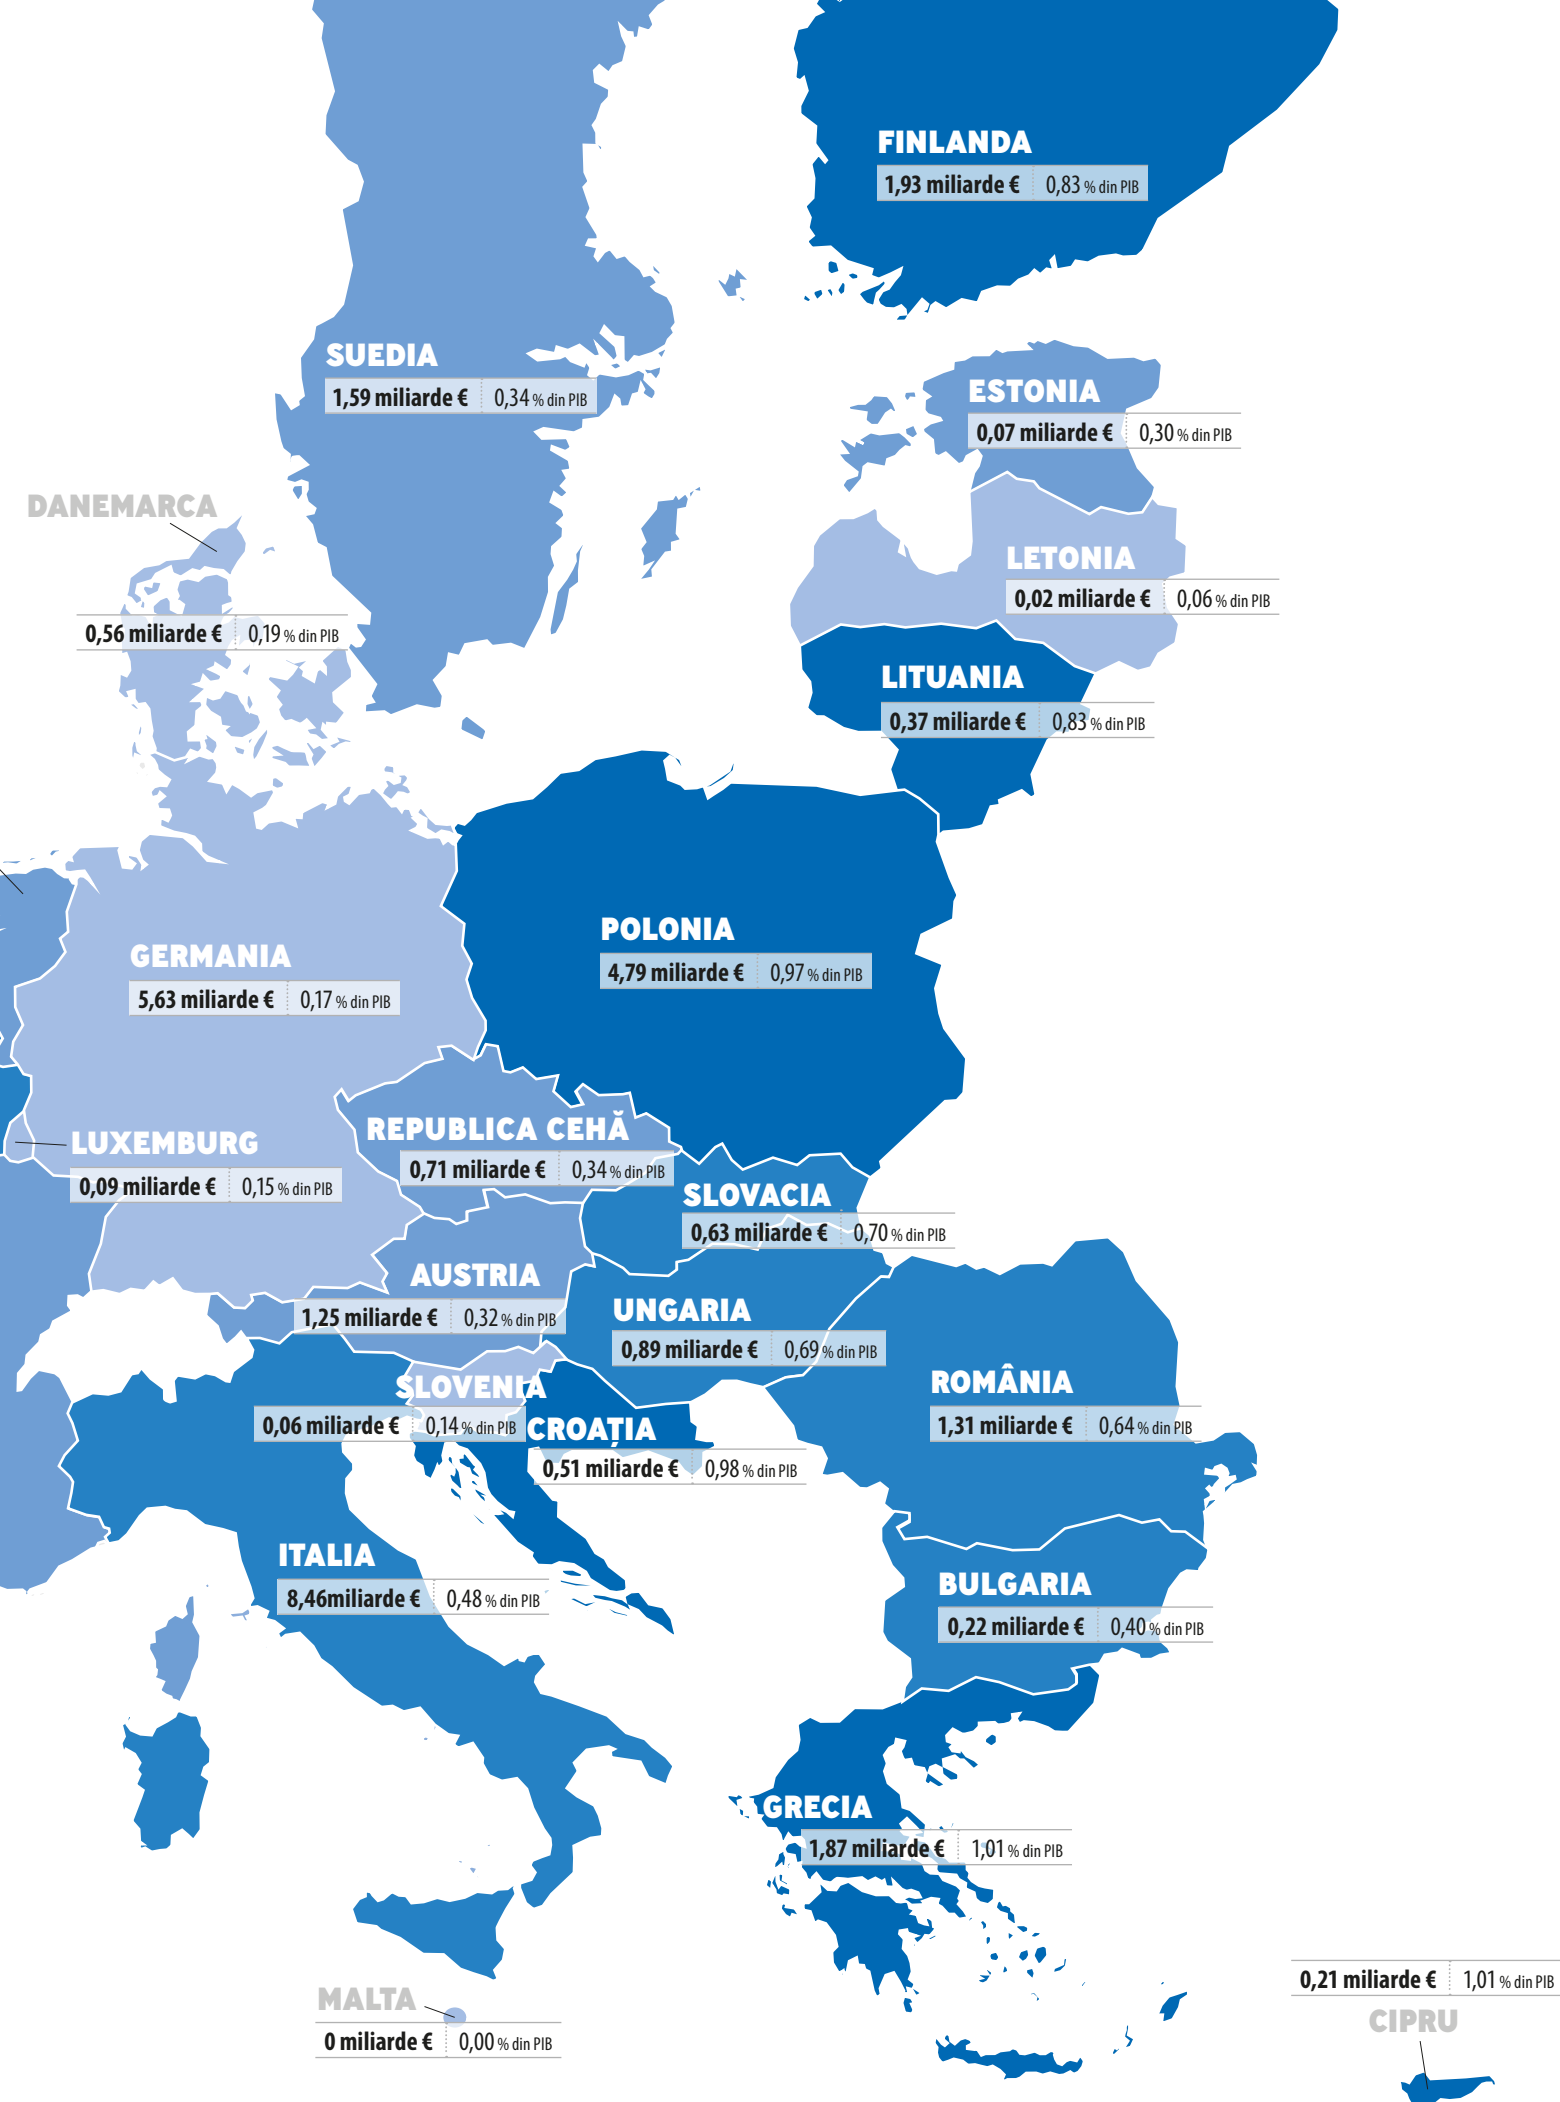 FINLANDA
1,93 miliarde € 0,83 % din PIB
SUEDIA
1,59 miliarde € 0,34 % din PIB
ESTONIA
0,07 miliarde € 0,30 % din PIB
DANEMARCA
0,56 miliarde € 0,19 % din PIB
LETONIA
0,02 miliarde € 0,06 % din PIB
LITUANIA
0,37 miliarde € 0,83 % din PIB
POLONIA
4,79 miliarde € 0,97 % din PIB
GERMANIA
5,63 miliarde € 0,17 % din PIB
REPUBLICA CEHĂ
0,71 miliarde € 0,34 % din PIB
LUXEMBURG
0,09 miliarde € 0,15 % din PIB
SLOVACIA
0,63 miliarde € 0,70 % din PIB
AUSTRIA
1,25 miliarde € 0,32 % din PIB
UNGARIA
0,89 miliarde € 0,69 % din PIB
ROMÂNIA
1,31 miliarde € 0,64 % din PIB
SLOVENIA
0,06 miliarde € 0,14 % din PIB
CROAȚIA
0,51 miliarde € 0,98 % din PIB
ITALIA
8,46miliarde € 0,48 % din PIB
BULGARIA
0,22 miliarde € 0,40 % din PIB
GRECIA
1,87 miliarde € 1,01 % din PIB
0,21 miliarde € 1,01 % din PIB
CIPRU
MALTA
0 miliarde € 0,00 % din PIB